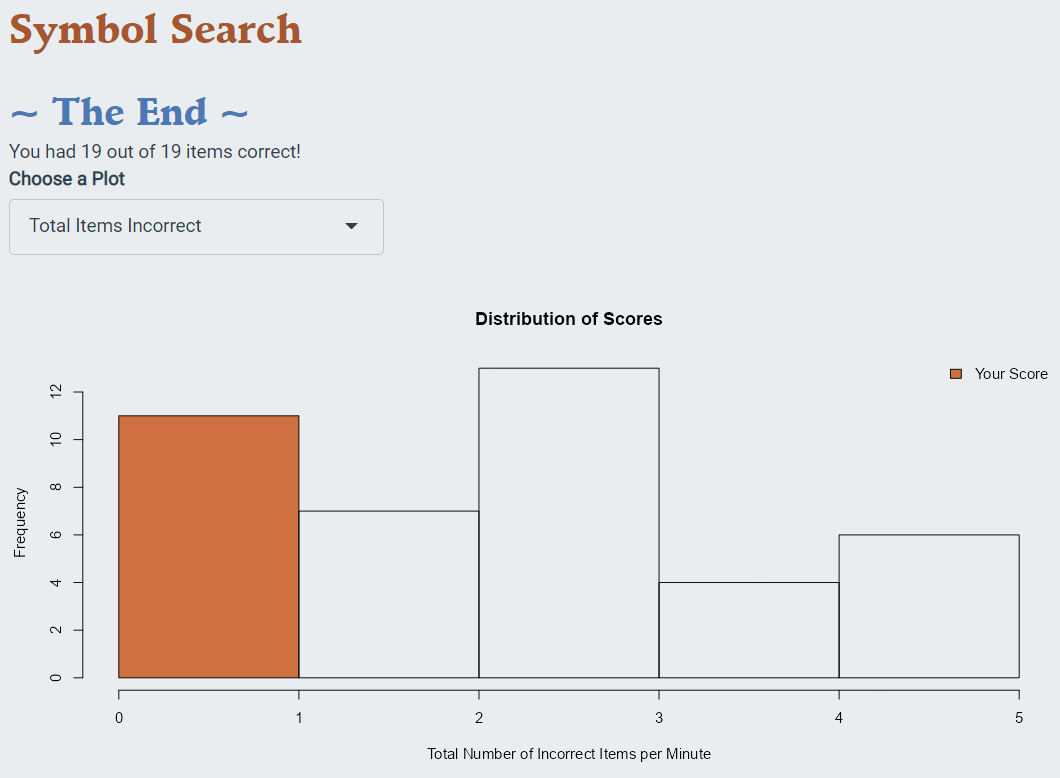 Symbol Search
~ The End ~
You had 19 out of 19 items correct!
Choose a Plot
Total Items Incorrect
Distribution of Scores
Your Score
Frequency
12
10
8
6
4
2
0
0 1 2 3 4 5
Total Number of Incorrect Items per Minute